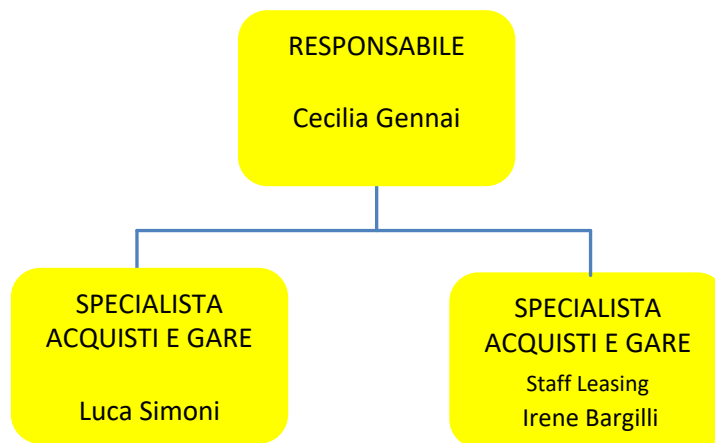 RESPONSABILE
Cecilia Gennai
SPECIALISTA
ACQUISTI E GARE
Luca Simoni
SPECIALISTA
ACQUISTI E GARE
Staff Leasing
Irene Bargilli